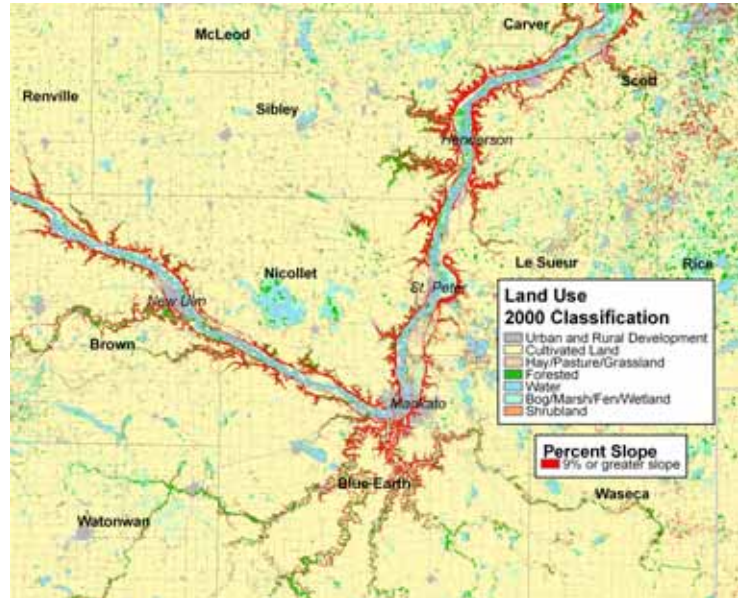 Carver
McLeod
Scott
Renville
Sibley
Henderson
Nicollet
Le Sueur
Rice
St. Peter
New Ulm
Brown
Mankato
Land Use
2000 Classification
Urban and Rural Development
Cultivated Land
Hay/Pasture/Grassland
Forested
Water
Bog/Marsh/Fen/Wetland
Shrubland
Percent Slope
9% or greater slope
Blue-Earth
Waseca
Watonwan